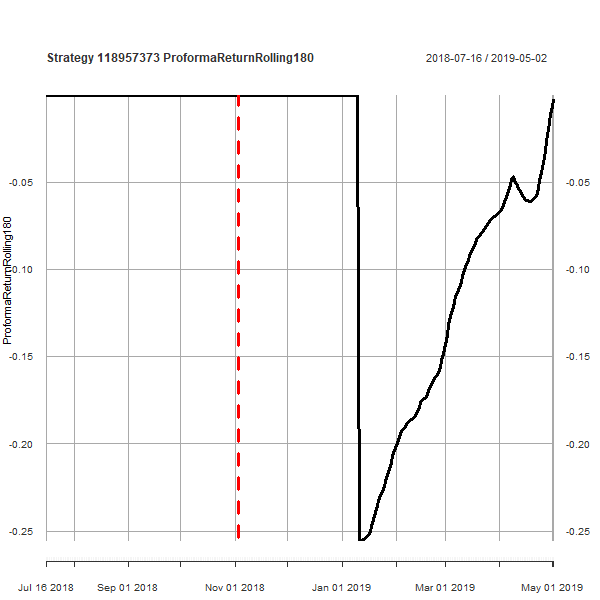 Strategy 118957373 ProformaReturnRolling180
2018-07-16 / 2019-05-02
ProformaReturnRolling180
-0.05
-0.10
-0.15
-0.20
-0.25
-0.05
-0.10
-0.15
-0.20
-0.25
Jul 16 2018 Sep 01 2018 Nov 01 2018 Jan 01 2019 Mar 01 2019 May 01 2019